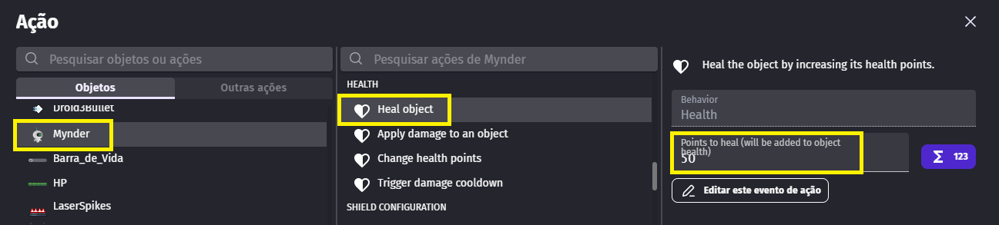 Ação
Pesquisar objetos ou ações
Objetos
Outras ações
Droid3Bullet
Mynder
Barra_de_Vida
HP
LaserSpikes
Pesquisar ações de Mynder
HEALTH
Heal object
Apply damage to an object
Change health points
Trigger damage cooldown
SHIELD CONFIGURATION
Heal the object by increasing its health points.
Behavior
Health
Points to heal (will be added to object
health)
50
123
Editar este evento de ação